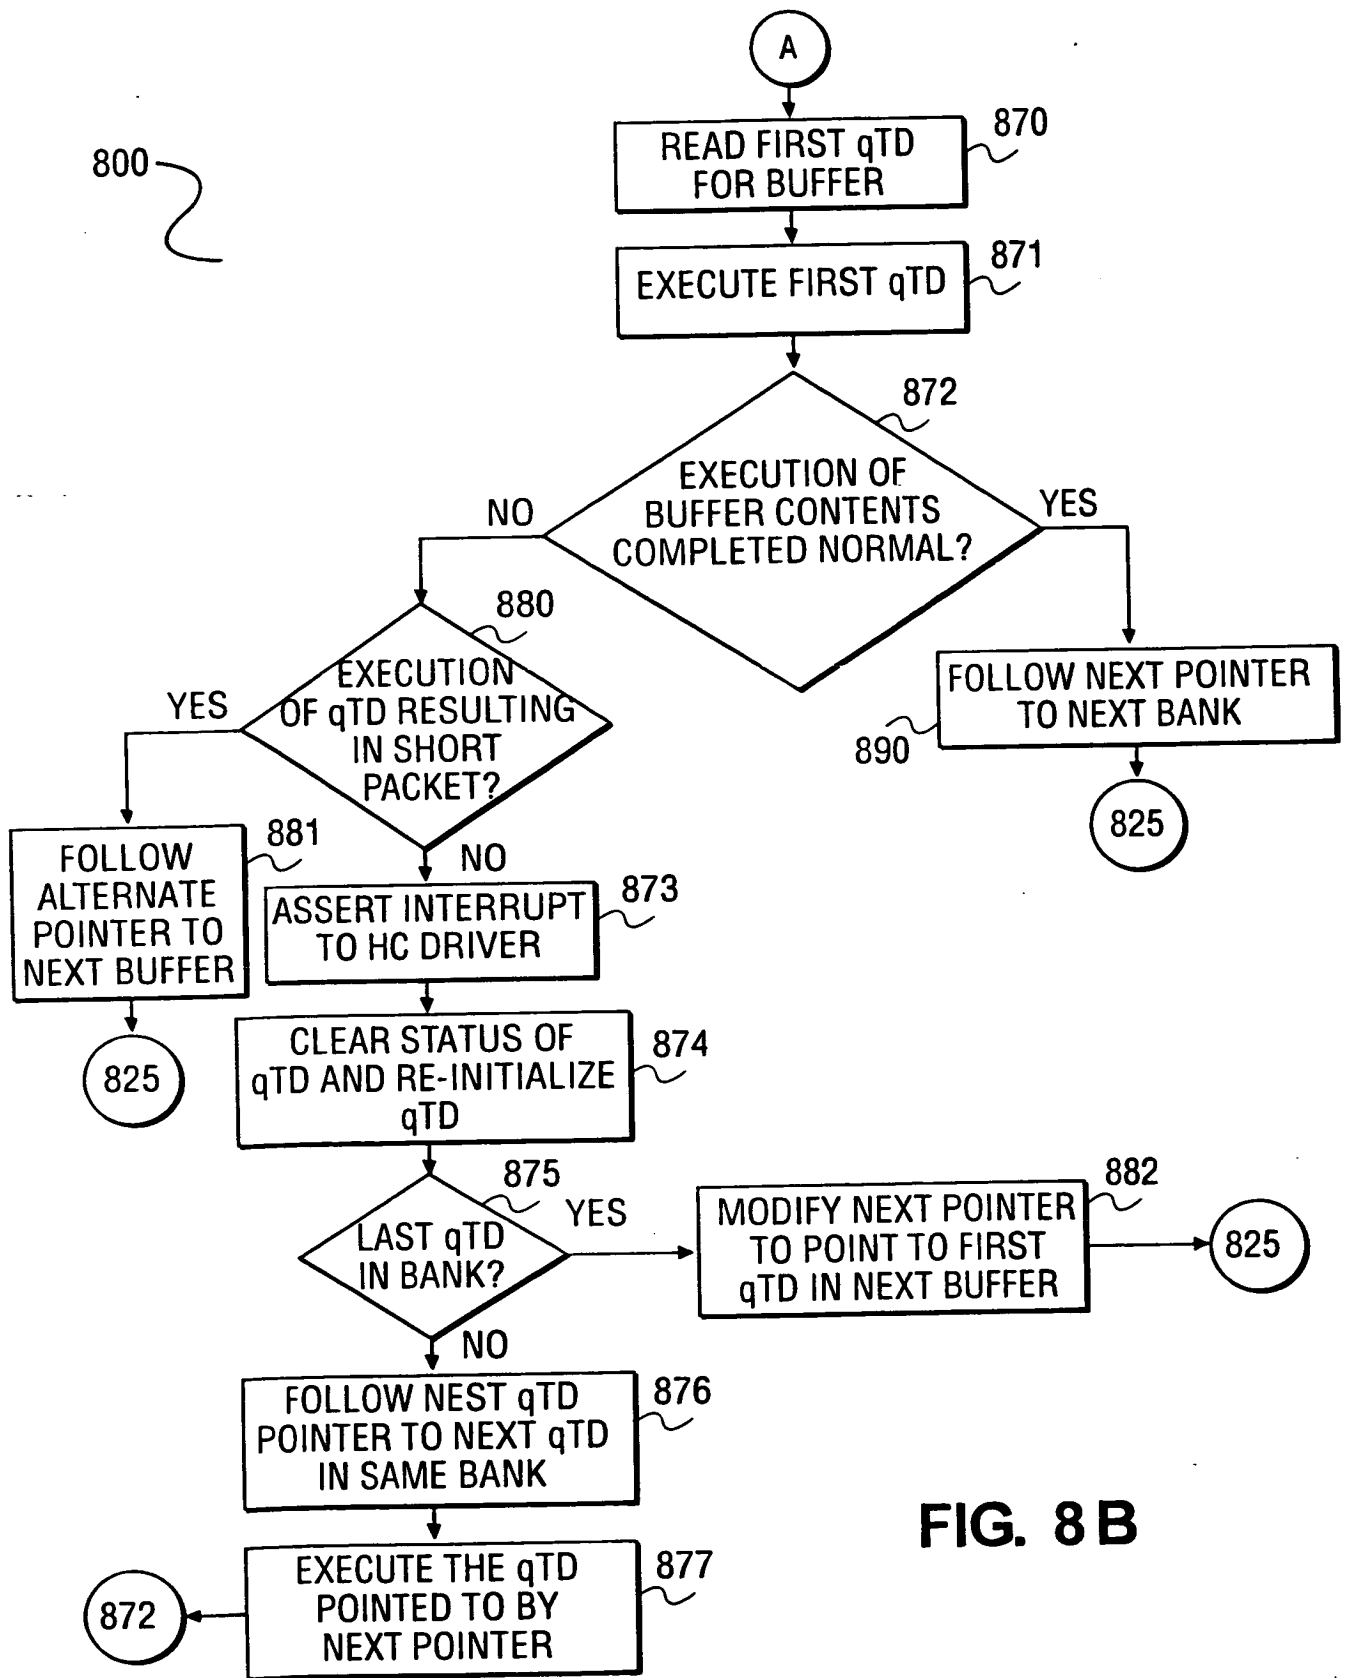 A
READ FIRST qTD
FOR BUFFER
870
800
EXECUTE FIRST qTD
871
872
EXECUTION OF
BUFFER CONTENTS
COMPLETED NORMAL?
NO
YES
880
EXECUTION
OF qTD RESULTING
IN SHORT
PACKET?
YES
FOLLOW NEXT POINTER
TO NEXT BANK
890
825
881
FOLLOW
ALTERNATE
POINTER TO
NEXT BUFFER
825
NO
873
ASSERT INTERRUPT
TO HC DRIVER
CLEAR STATUS OF
qTD AND RE-INITIALIZE
qTD
874
875
LAST qTD
IN BANK?
YES
882
MODIFY NEXT POINTER
TO POINT TO FIRST
qTD IN NEXT BUFFER
825
NO
FOLLOW NEST qTD
POINTER TO NEXT qTD
IN SAME BANK
876
EXECUTE THE qTD
POINTED TO BY
NEXT POINTER
877
872
FIG. 8B